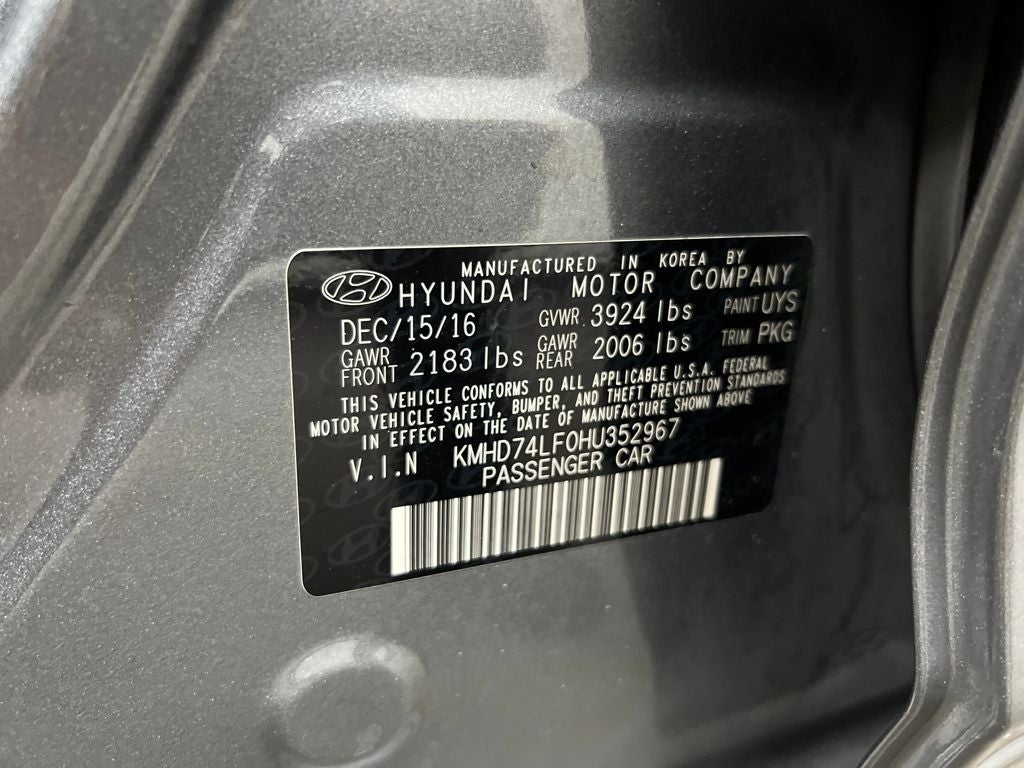 MANUFACTURED IN KOREA BY
HYUNDAI MOTOR COMPANY
DEC/15/16 GVWR 3924 lbs PAINT UYS
GAWR FRONT 2183 lbs GAWR REAR 2006 lbs TRIM PKG
THIS VEHICLE CONFORMS TO ALL APPLICABLE U.S.A. FEDERAL
MOTOR VEHICLE SAFETY, BUMPER, AND THEFT PREVENTION STANDARDS
IN EFFECT ON THE DATE OF MANUFACTURE SHOWN ABOVE
V.I.N KMHD74LF0HU352967
PASSENGER CAR